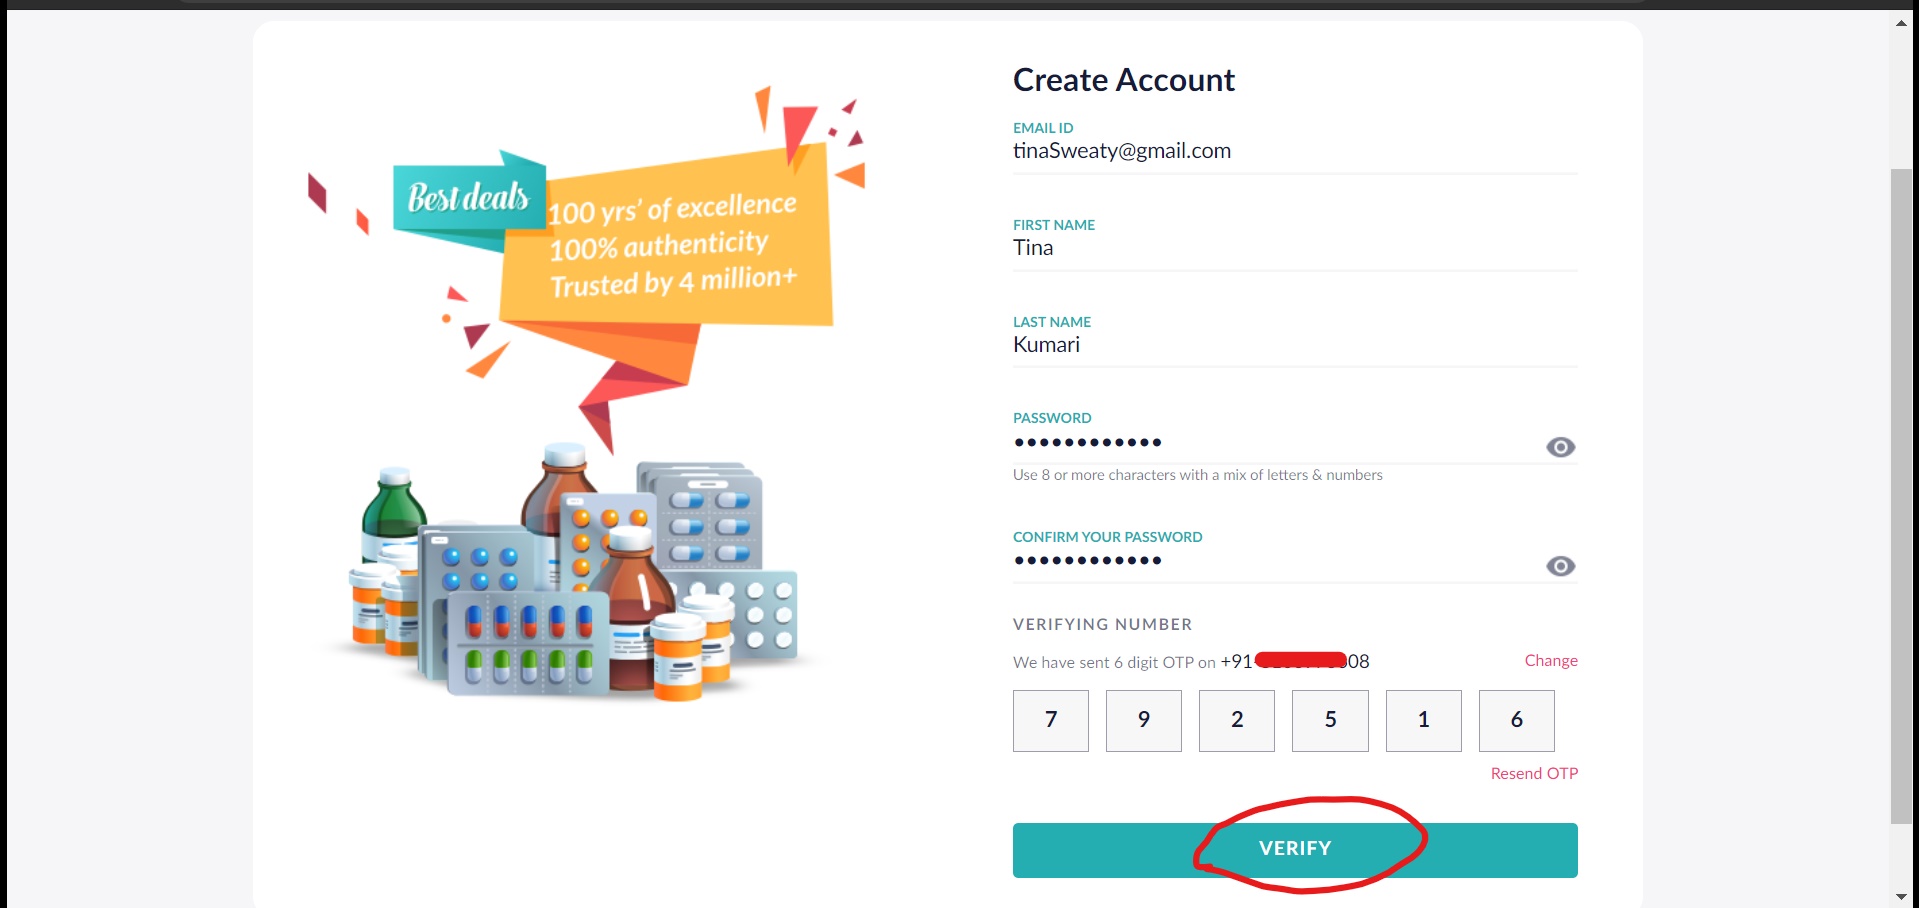 Best deals
100 yrs' of excellence
100% authenticity
Trusted by 4 million+
Create Account
EMAIL ID
tinaSweaty@gmail.com
FIRST NAME
Tina
LAST NAME
Kumari
PASSWORD
••••••••••••
Use 8 or more characters with a mix of letters & numbers
CONFIRM YOUR PASSWORD
••••••••••••
VERIFYING NUMBER
We have sent 6 digit OTP on +91- 08 Change
7 9 2 5 1 6
Resend OTP
VERIFY